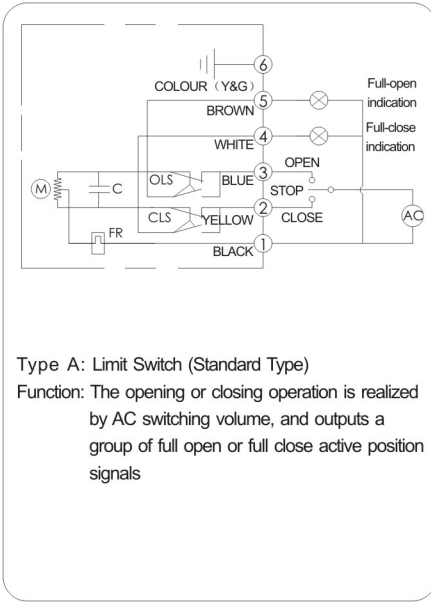 6
COLOUR（Y&G)
BROWN
5
Full-open
indication
WHITE
4
Full-close
indication
M
C
OLS
BLUE
3
OPEN
STOP
CLS
YELLOW
2
CLOSE
AC
FR
BLACK
1
Type A: Limit Switch (Standard Type)
Function: The opening or closing operation is realized
by AC switching volume, and outputs a
group of full open or full close active position
signals